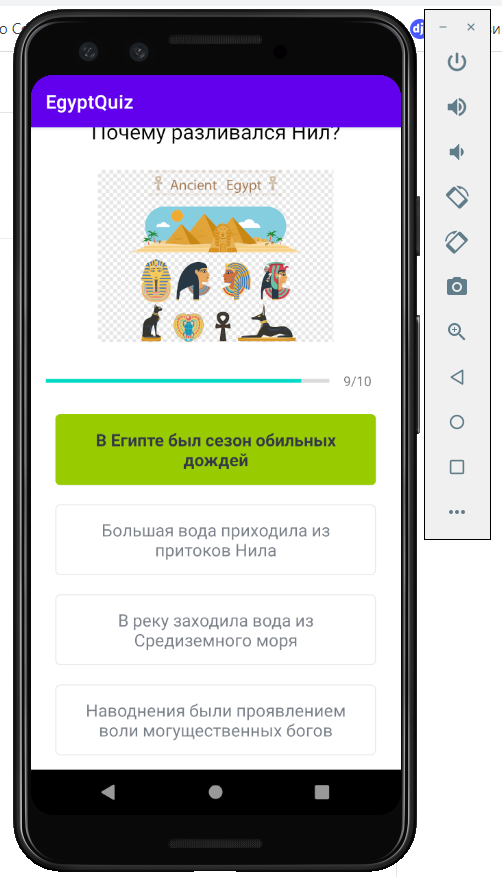 EgyptQuiz
Почему разливался Нил?
Ancient Egypt
9/10
В Египте был сезон обильных
дождей
Большая вода приходила из
притоков Нила
В реку заходила вода из
Средиземного моря
Наводнения были проявлением
воли могущественных богов